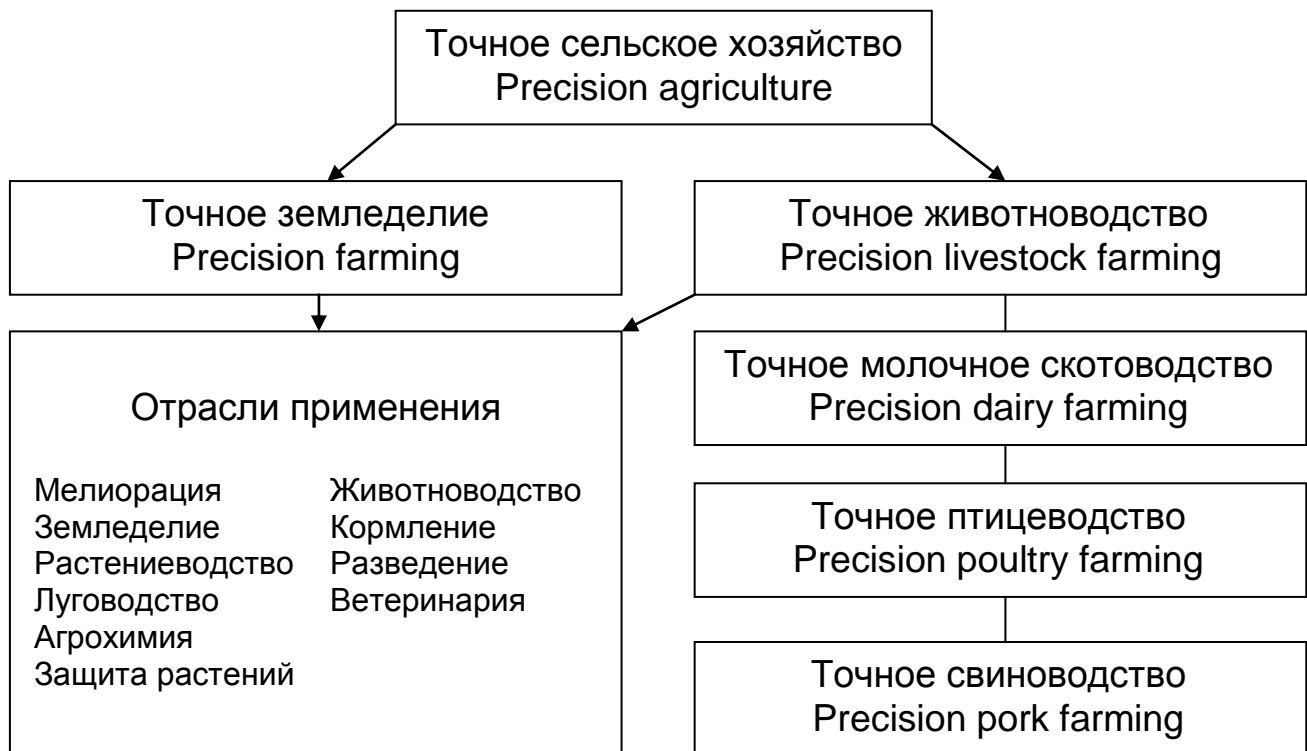 Точное сельское хозяйство
Precision agriculture
Точное земледелие
Precision farming
Точное животноводство
Precision livestock farming
Отрасли применения
Мелиорация
Земледелие
Растениеводство
Луговодство
Агрохимия
Защита растений
Животноводство
Кормление
Разведение
Ветеринария
Точное молочное скотоводство
Precision dairy farming
Точное птицеводство
Precision poultry farming
Точное свиноводство
Precision pork farming